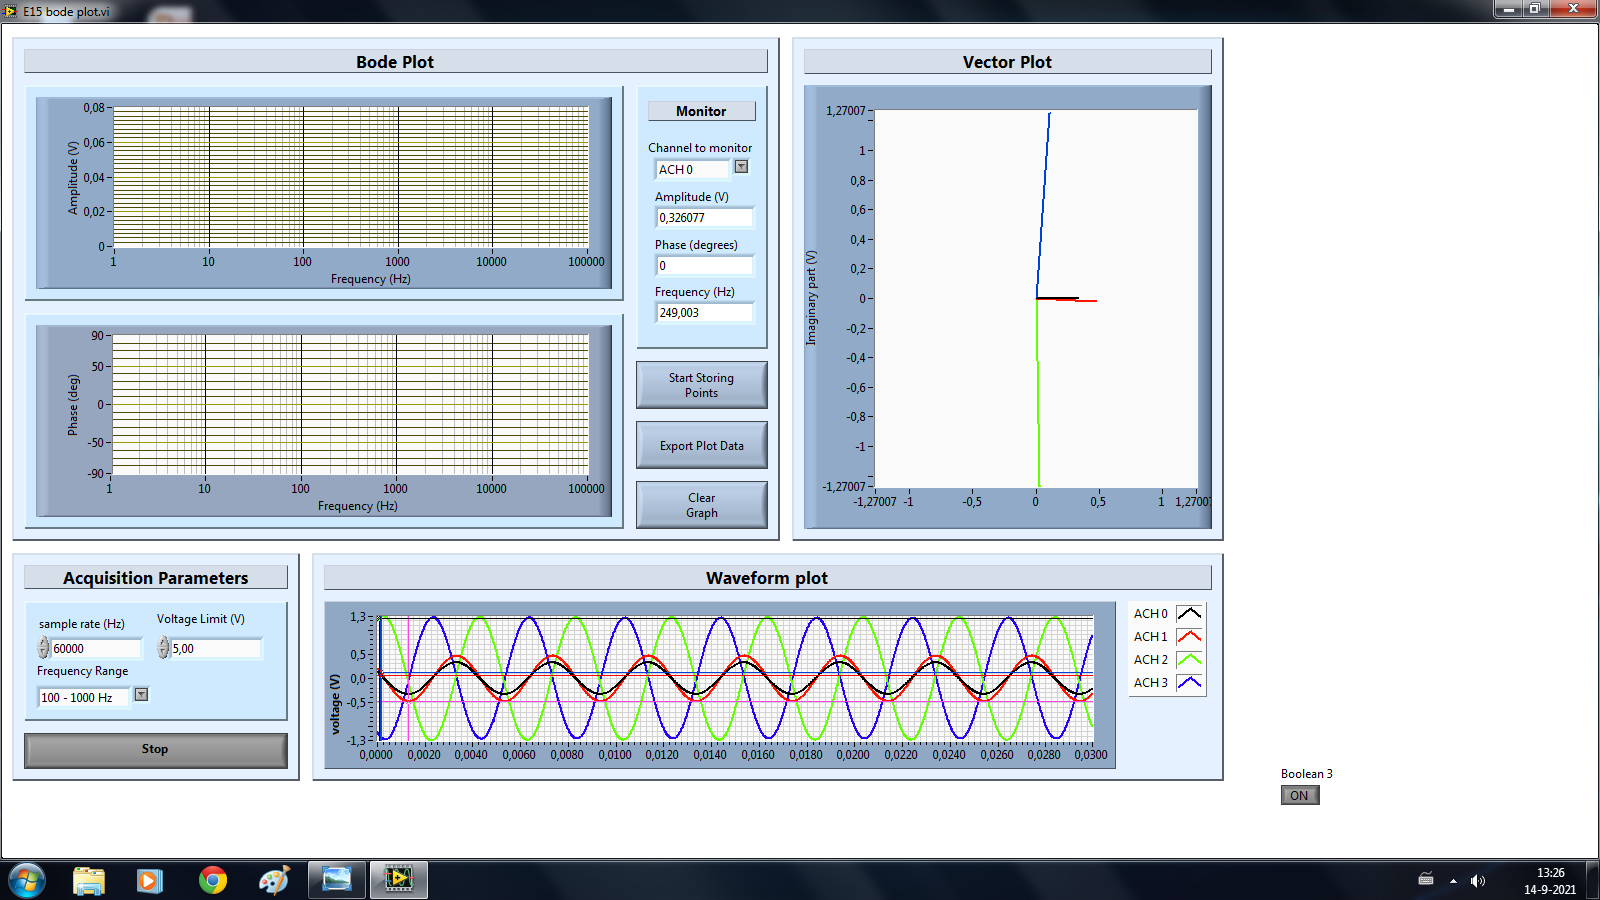 E15 bode plot.vi
Bode Plot
0,08
0,06
0,04
0,02
0
Amplitude (V)
1 10 100 1000 10000 100000
Frequency (Hz)
90
50
0
-50
-90
Phase (deg)
1 10 100 1000 10000 100000
Frequency (Hz)
Monitor
Channel to monitor
ACH 0
Amplitude (V)
0,326077
Phase (degrees)
0
Frequency (Hz)
249,003
Start Storing
Points
Export Plot Data
Clear
Graph
Vector Plot
1,27007
1
0,8
0,6
0,4
0,2
0
-0,2
-0,4
-0,6
-0,8
-1
-1,27007
Imaginary part (V)
-1,27007 -1 -0,5 0 0,5 1 1,2700
Acquisition Parameters
sample rate (Hz)
60000
Voltage Limit (V)
5,00
Frequency Range
100 - 1000 Hz
Stop
Waveform plot
1,3
0,5
0,0
-0,5
-1,3
voltage (V)
0,0000 0,0020 0,0040 0,0060 0,0080 0,0100 0,0120 0,0140 0,0160 0,0180 0,0200 0,0220 0,0240 0,0260 0,0280 0,0300
ACH 0
ACH 1
ACH 2
ACH 3
Boolean 3
ON
13:26
14-9-2021